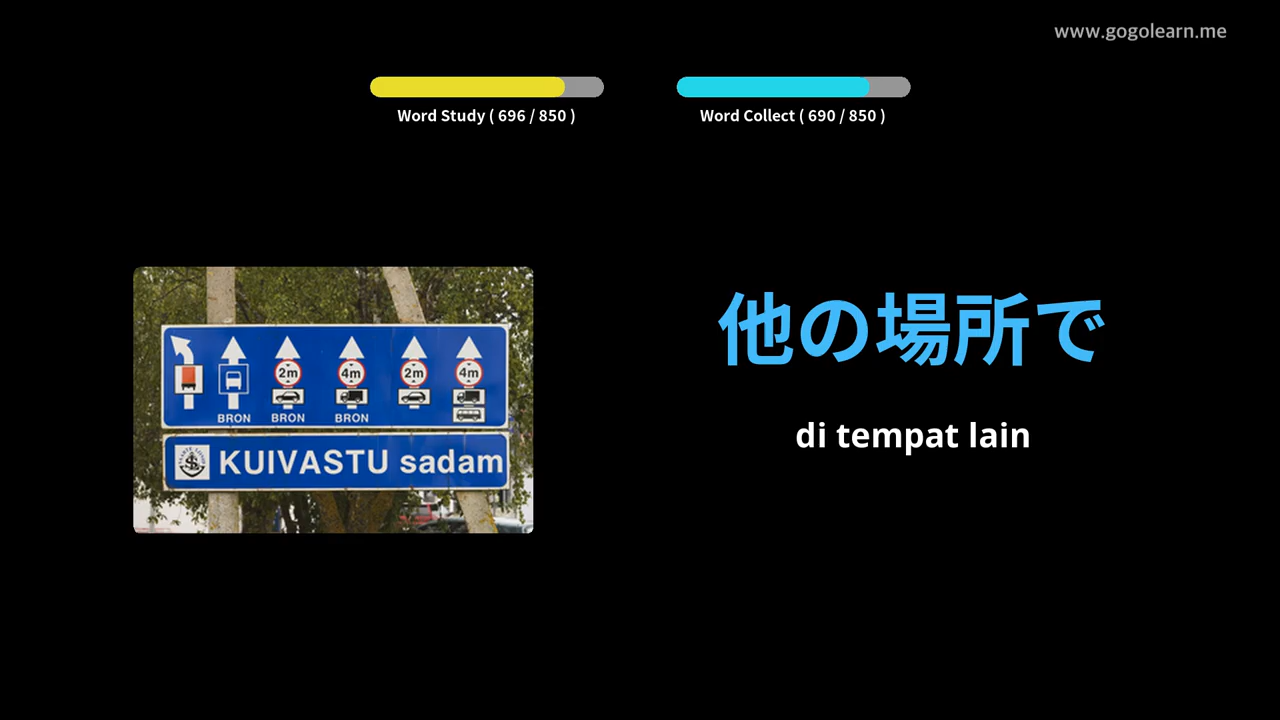 www.gogolearn.me
Word Study ( 696 / 850 )
Word Collect ( 690 / 850 )
2m 4m 2m 4m
BRON BRON BRON
KUIVASTU sadam
他の場所で
di tempat lain